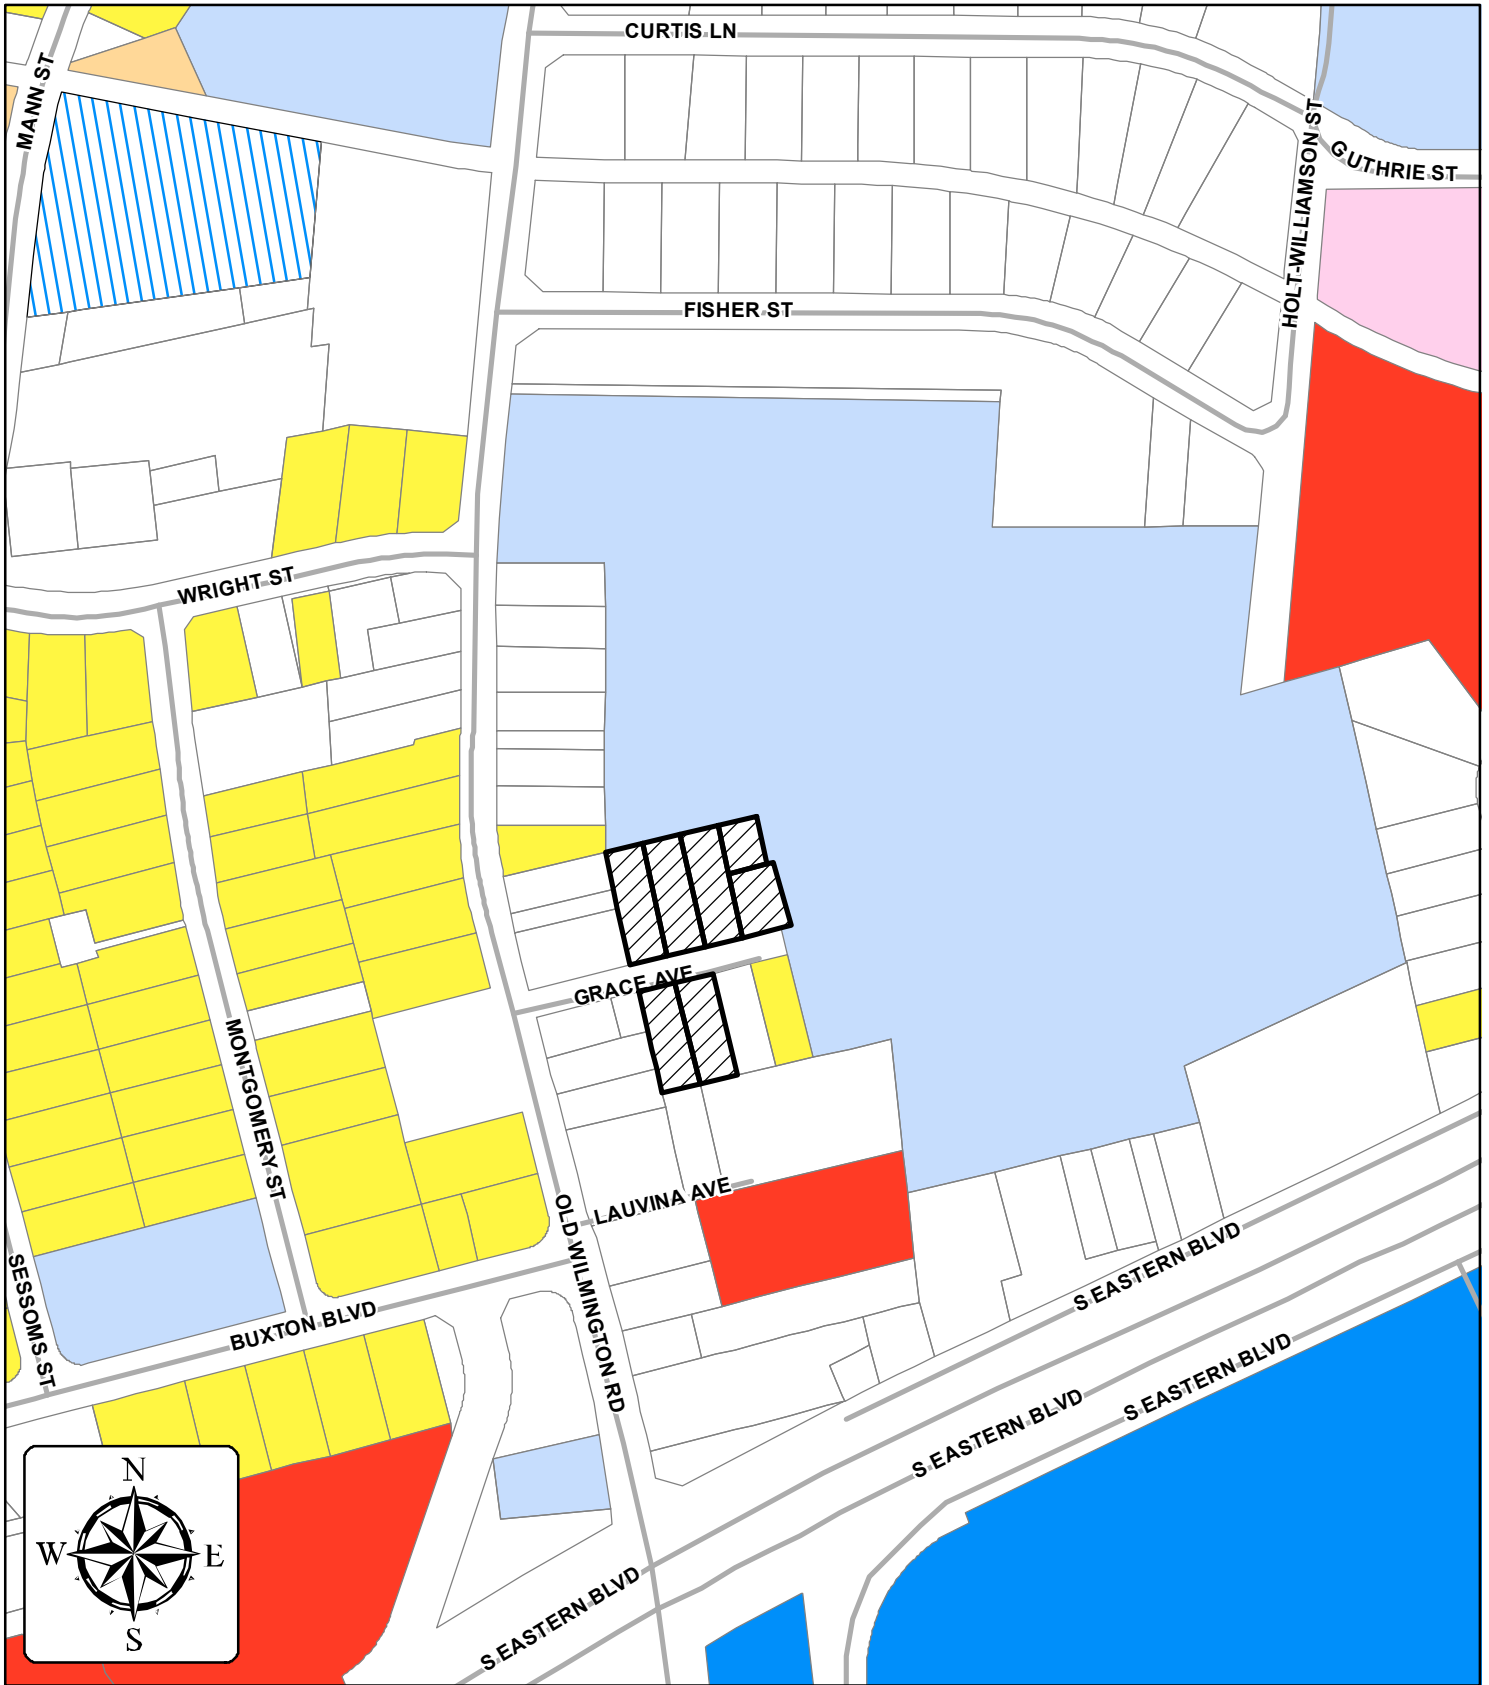 CURTIS LN
MANN ST
GUTHRIE ST
HOLT-WILLIAMSON ST
FISHER ST
WRIGHT ST
GRACE AVE
MONTGOMERY ST
LAUVINA AVE
OLD WILMINGTON RD
SESSOMS ST
BUXTON BLVD
S EASTERN BLVD
S EASTERN BLVD
S EASTERN BLVD
S EASTERN BLVD
N
W
E
S